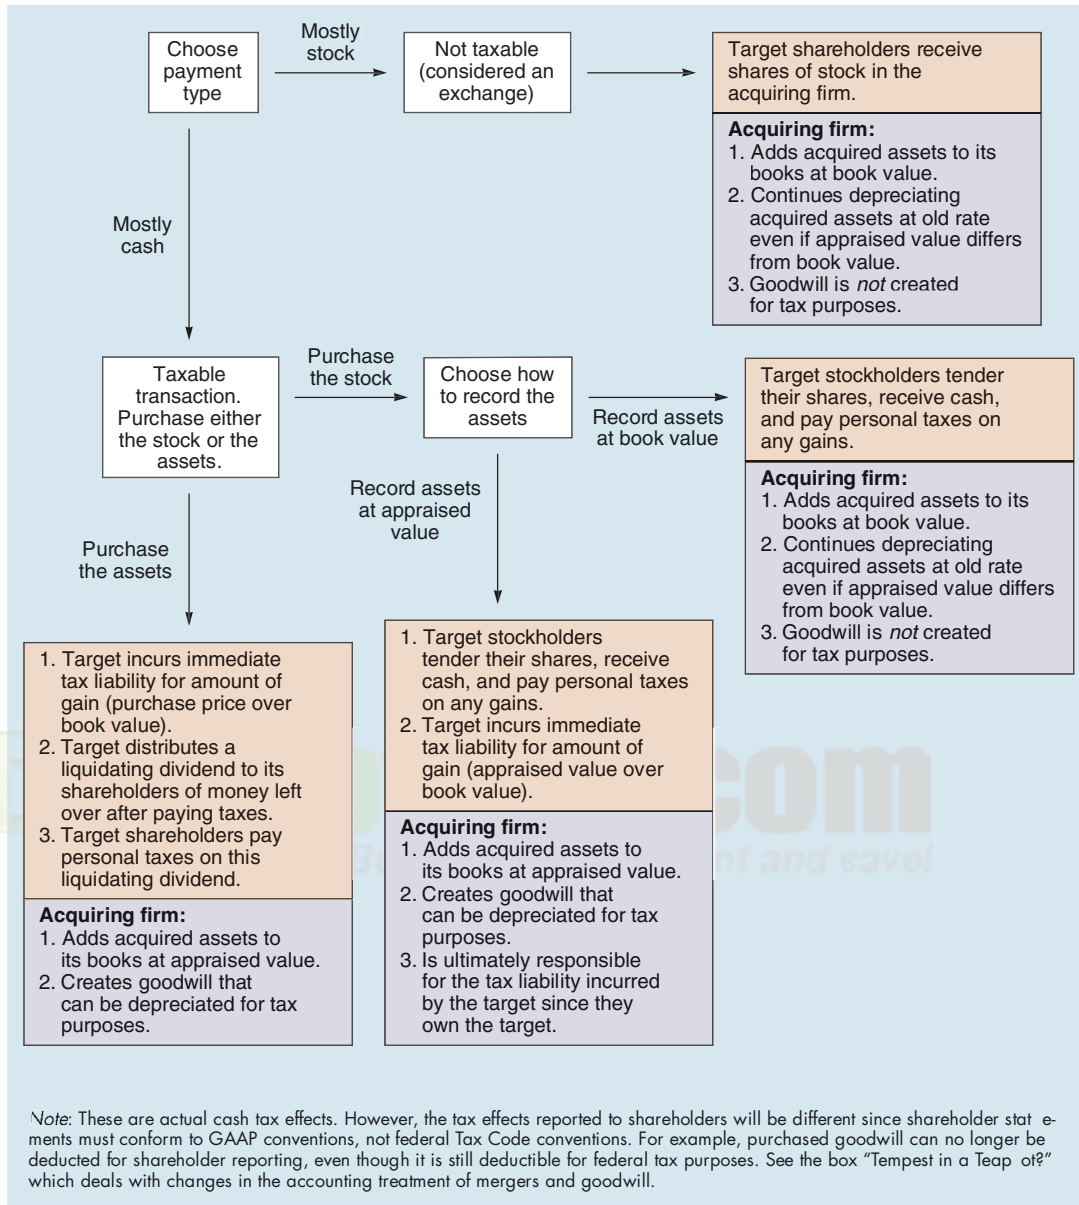 Choose
payment
type
Mostly
stock
Not taxable
(considered an
exchange)
Target shareholders receive
shares of stock in the
acquiring firm.
Acquiring firm:
1. Adds acquired assets to its
books at book value.
2. Continues depreciating
acquired assets at old rate
even if appraised value differs
from book value.
3. Goodwill is not created
for tax purposes.
Mostly
cash
Taxable
transaction.
Purchase either
the stock or the
assets.
Purchase
the stock
Choose how
to record the
assets
Record assets
at book value
Target stockholders tender
their shares, receive cash,
and pay personal taxes on
any gains.
Acquiring firm:
1. Adds acquired assets to its
books at book value.
2. Continues depreciating
acquired assets at old rate
even if appraised value differs
from book value.
3. Goodwill is not created
for tax purposes.
Record assets
at appraised
value
Purchase
the assets
1. Target incurs immediate
tax liability for amount of
gain (purchase price over
book value).
2. Target distributes a
liquidating dividend to its
shareholders of money left
over after paying taxes.
3. Target shareholders pay
personal taxes on this
liquidating dividend.
Acquiring firm:
1. Adds acquired assets to
its books at appraised value.
2. Creates goodwill that
can be depreciated for tax
purposes.
1. Target stockholders
tender their shares, receive
cash, and pay personal taxes
on any gains.
2. Target incurs immediate
tax liability for amount of
gain (appraised value over
book value).
Acquiring firm:
1. Adds acquired assets to
its books at appraised value.
2. Creates goodwill that
can be depreciated for tax
purposes.
3. Is ultimately responsible
for the tax liability incurred
by the target since they
own the target.
com
nt and save!
Note: These are actual cash tax effects. However, the tax effects reported to shareholders will be different since shareholder stat e-
ments must conform to GAAP conventions, not federal Tax Code conventions. For example, purchased goodwill can no longer be
deducted for shareholder reporting, even though it is still deductible for federal tax purposes. See the box “Tempest in a Teap ot?”
which deals with changes in the accounting treatment of mergers and goodwill.